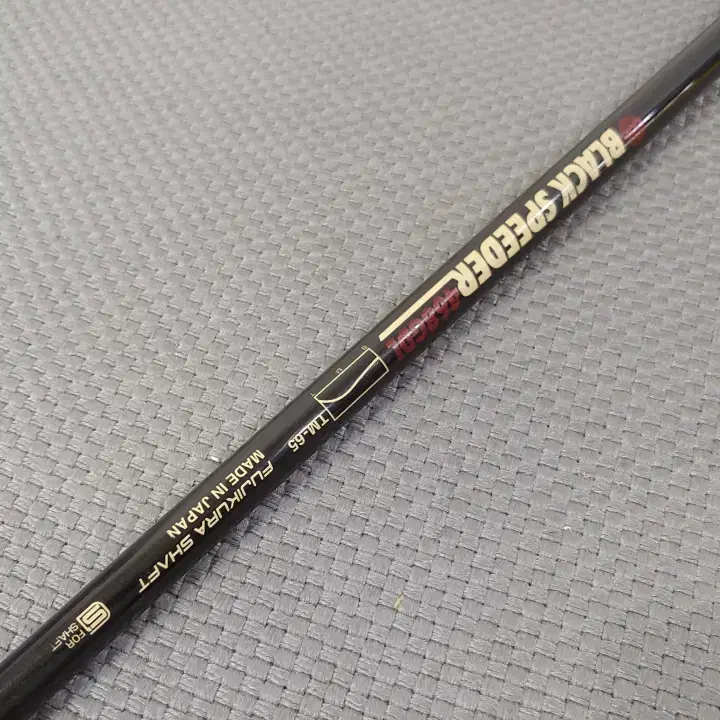 BLACK SPEEDER
TM-65
FUJIKURA SHAFT
MADE IN JAPAN
FOR
SHAFT